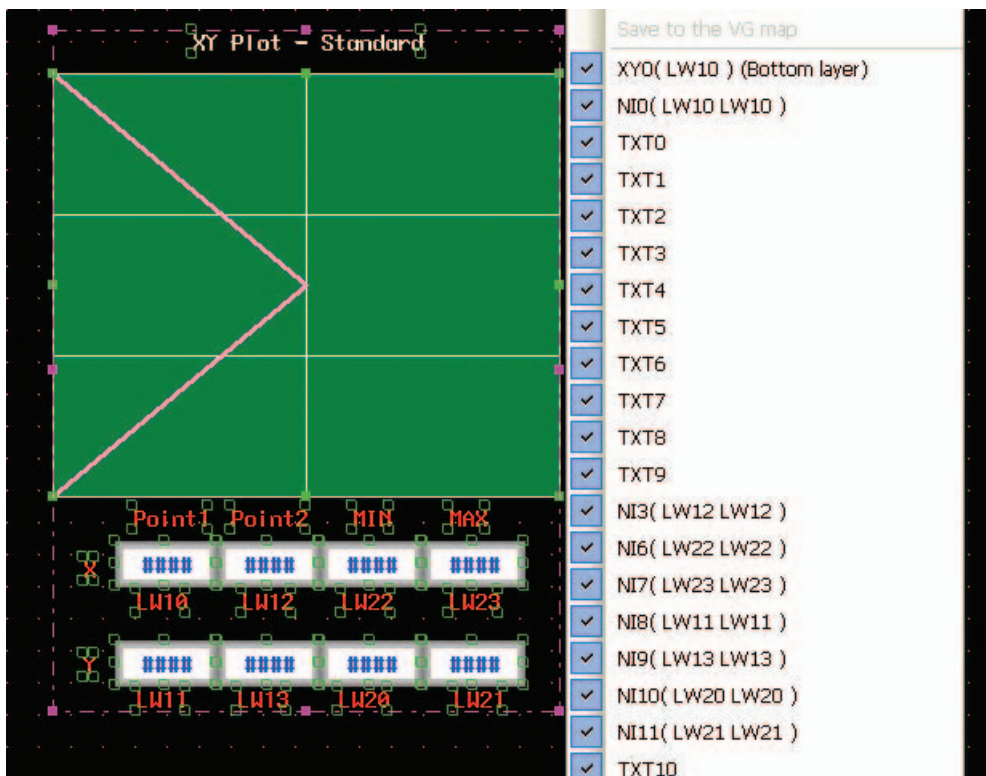 XY Plot - Standard
Point1 Point2 MIN MAX
X #### #### #### ####
LW10 LW12 LW22 LW23
Y #### #### #### ####
LW11 LW13 LW20 LW21
Save to the VG map
XY0( LW10 ) (Bottom layer)
NI0( LW10 LW10 )
TXT0
TXT1
TXT2
TXT3
TXT4
TXT5
TXT6
TXT7
TXT8
TXT9
NI3( LW12 LW12 )
NI6( LW22 LW22 )
NI7( LW23 LW23 )
NI8( LW11 LW11 )
NI9( LW13 LW13 )
NI10( LW20 LW20 )
NI11( LW21 LW21 )
TXT10